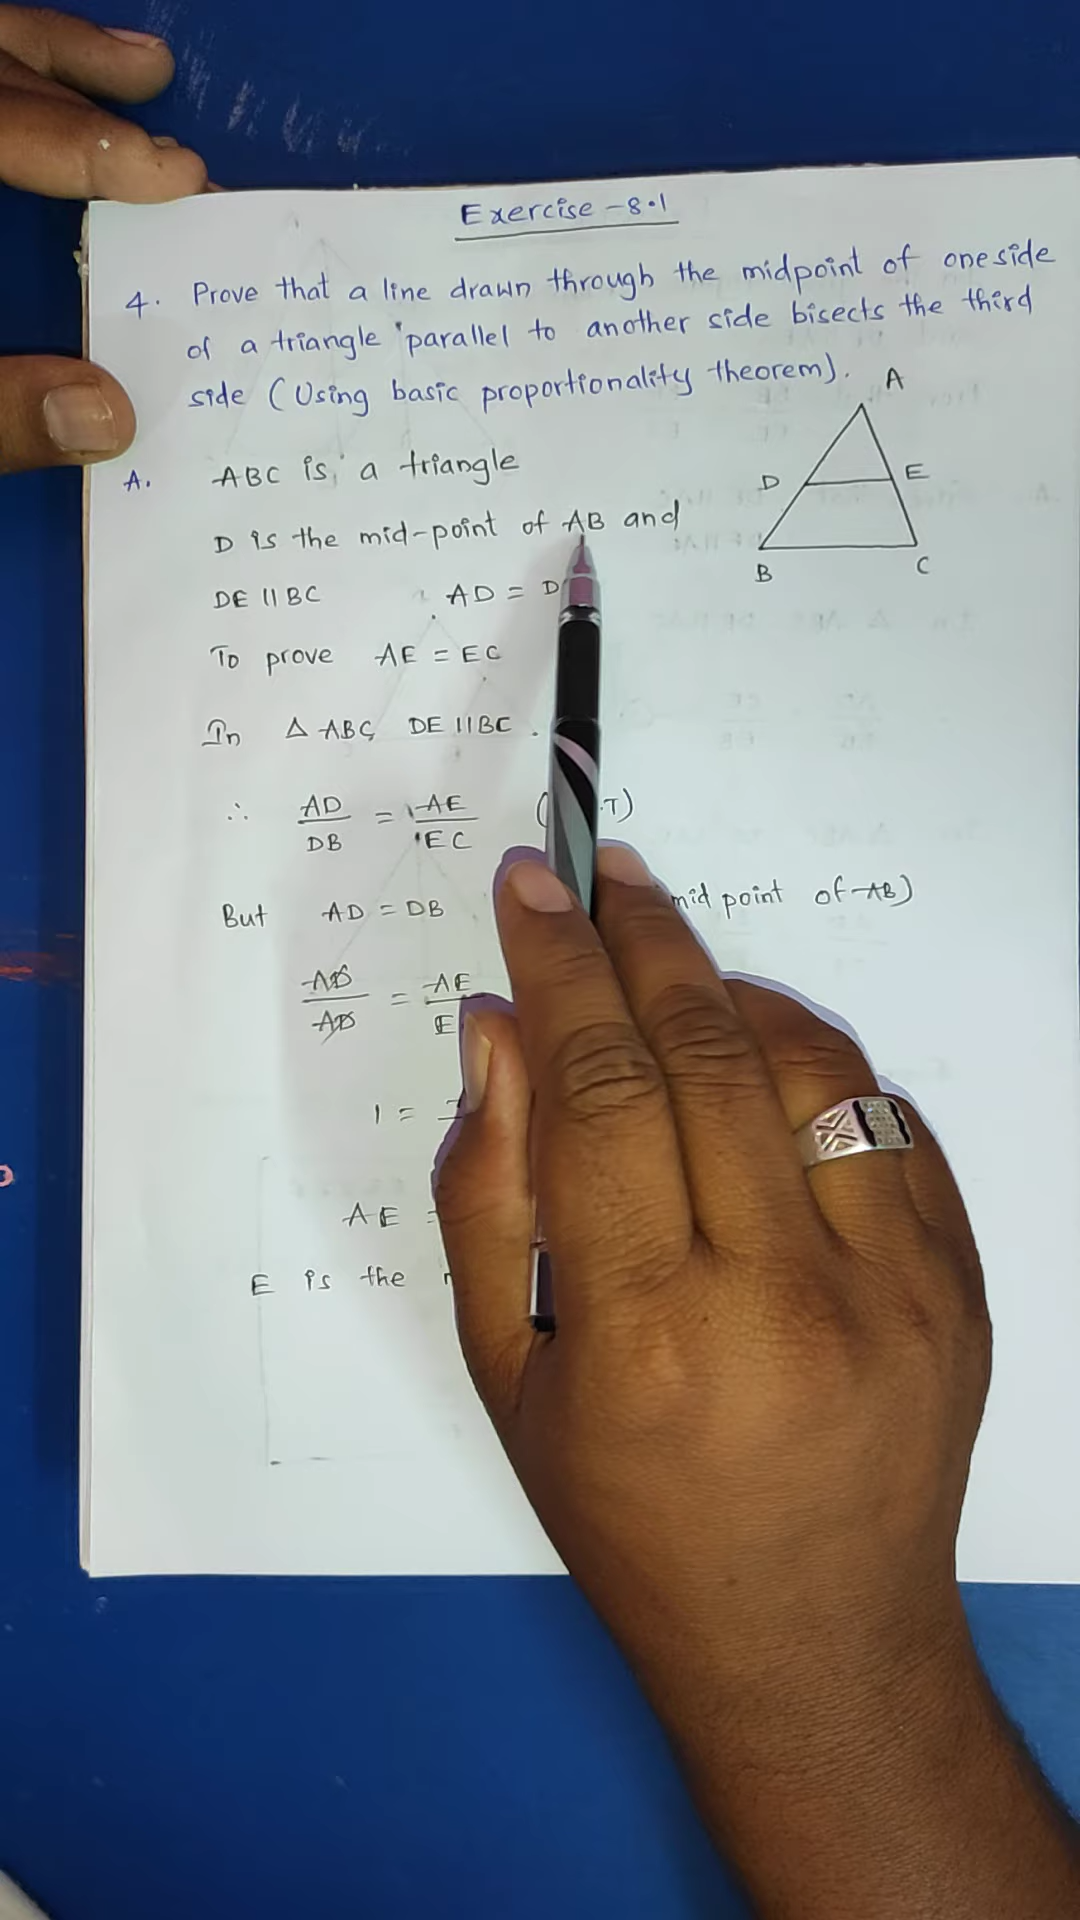 Exercise - 8.1
4. Prove that a line drawn through the midpoint of one side
of a triangle parallel to another side bisects the third
side (Using basic proportionality theorem).
A
D E
B C
A. ABC is a triangle
D is the mid-point of AB and
DE || BC AD = D
To prove AE = EC
In △ ABC, DE || BC.
∴ AD/DB = AE/EC ( .T)
But AD = DB mid point of AB)
AD/AD = AE/E
1 =
AE =
E is the